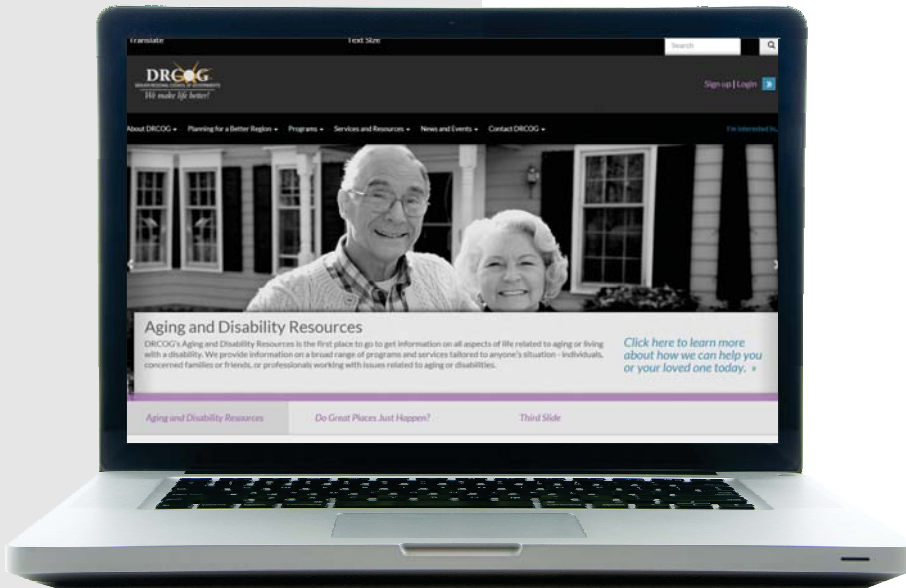 Translate
Text Size
Search
DRCOG
DENVER REGIONAL COUNCIL OF GOVERNMENTS
We make life better!
Sign up | Login »
About DRCOG Planning for a Better Region Programs Services and Resources News and Events Contact DRCOG I'm interested in..
Aging and Disability Resources
DRCOG's Aging and Disability Resources is the first place to go to get information on all aspects of life related to aging or living
with a disability. We provide information on a broad range of programs and services tailored to anyone's situation - individuals,
concerned families or friends, or professionals working with issues related to aging or disabilities.
Click here to learn more
about how we can help you
or your loved one today. »
Aging and Disability Resources Do Great Places Just Happen? Third Slide